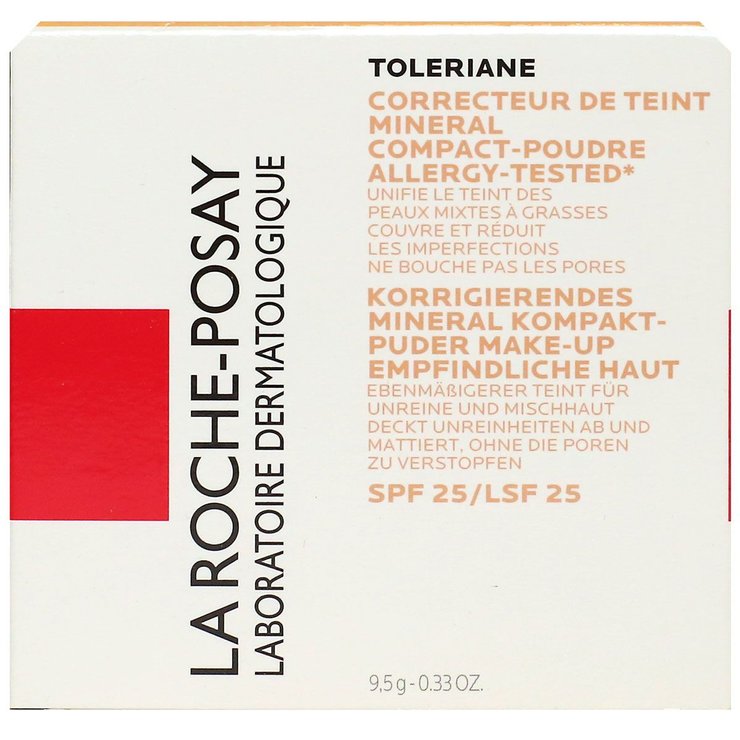 LA ROCHE-POSAY
LABORATOIRE DERMATOLOGIQUE
TOLERIANE
CORRECTEUR DE TEINT
MINERAL
COMPACT-POUDRE
ALLERGY-TESTED*
UNIFIE LE TEINT DES
PEAUX MIXTES À GRASSES
COUVRE ET RÉDUIT
LES IMPERFECTIONS
NE BOUCHE PAS LES PORES
KORRIGIERENDES
MINERAL KOMPAKT-
PUDER MAKE-UP
EMPFINDLICHE HAUT
EBENMÄßIGERER TEINT FÜR
UNREINE UND MISCHHAUT
DECKT UNREINHEITEN AB UND
MATTIERT, OHNE DIE POREN
ZU VERSTOPFEN
SPF 25/LSF 25
9,5 g - 0.33 OZ.